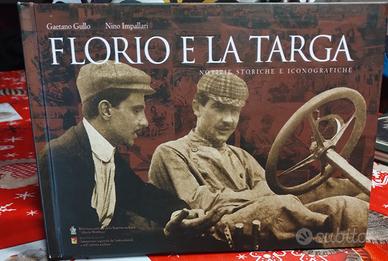 Gaetano Gullo Nino Impallari
FLORIO E LA TARGA
NOTIZIE STORICHE E ICONOGRAFICHE
subito